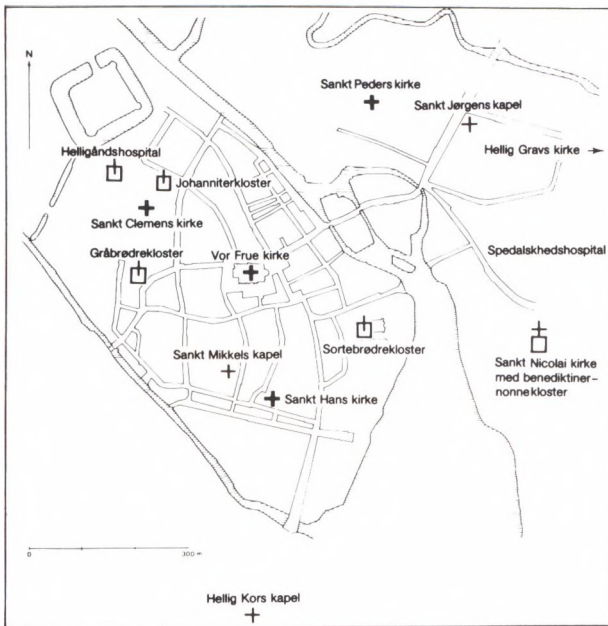 N
Sankt Peders kirke
Sankt Jørgens kapel
Hellig Gravs kirke
Helligåndshospital
Johanniterkloster
Sankt Clemens kirke
Gråbrødrekloster
Vor Frue kirke
Spedalskhedshospital
Sortebrødrekloster
Sankt Nicolai kirke
med benediktiner-
nonnekloster
Sankt Mikkels kapel
Sankt Hans kirke
0 300 m
Hellig Kors kapel